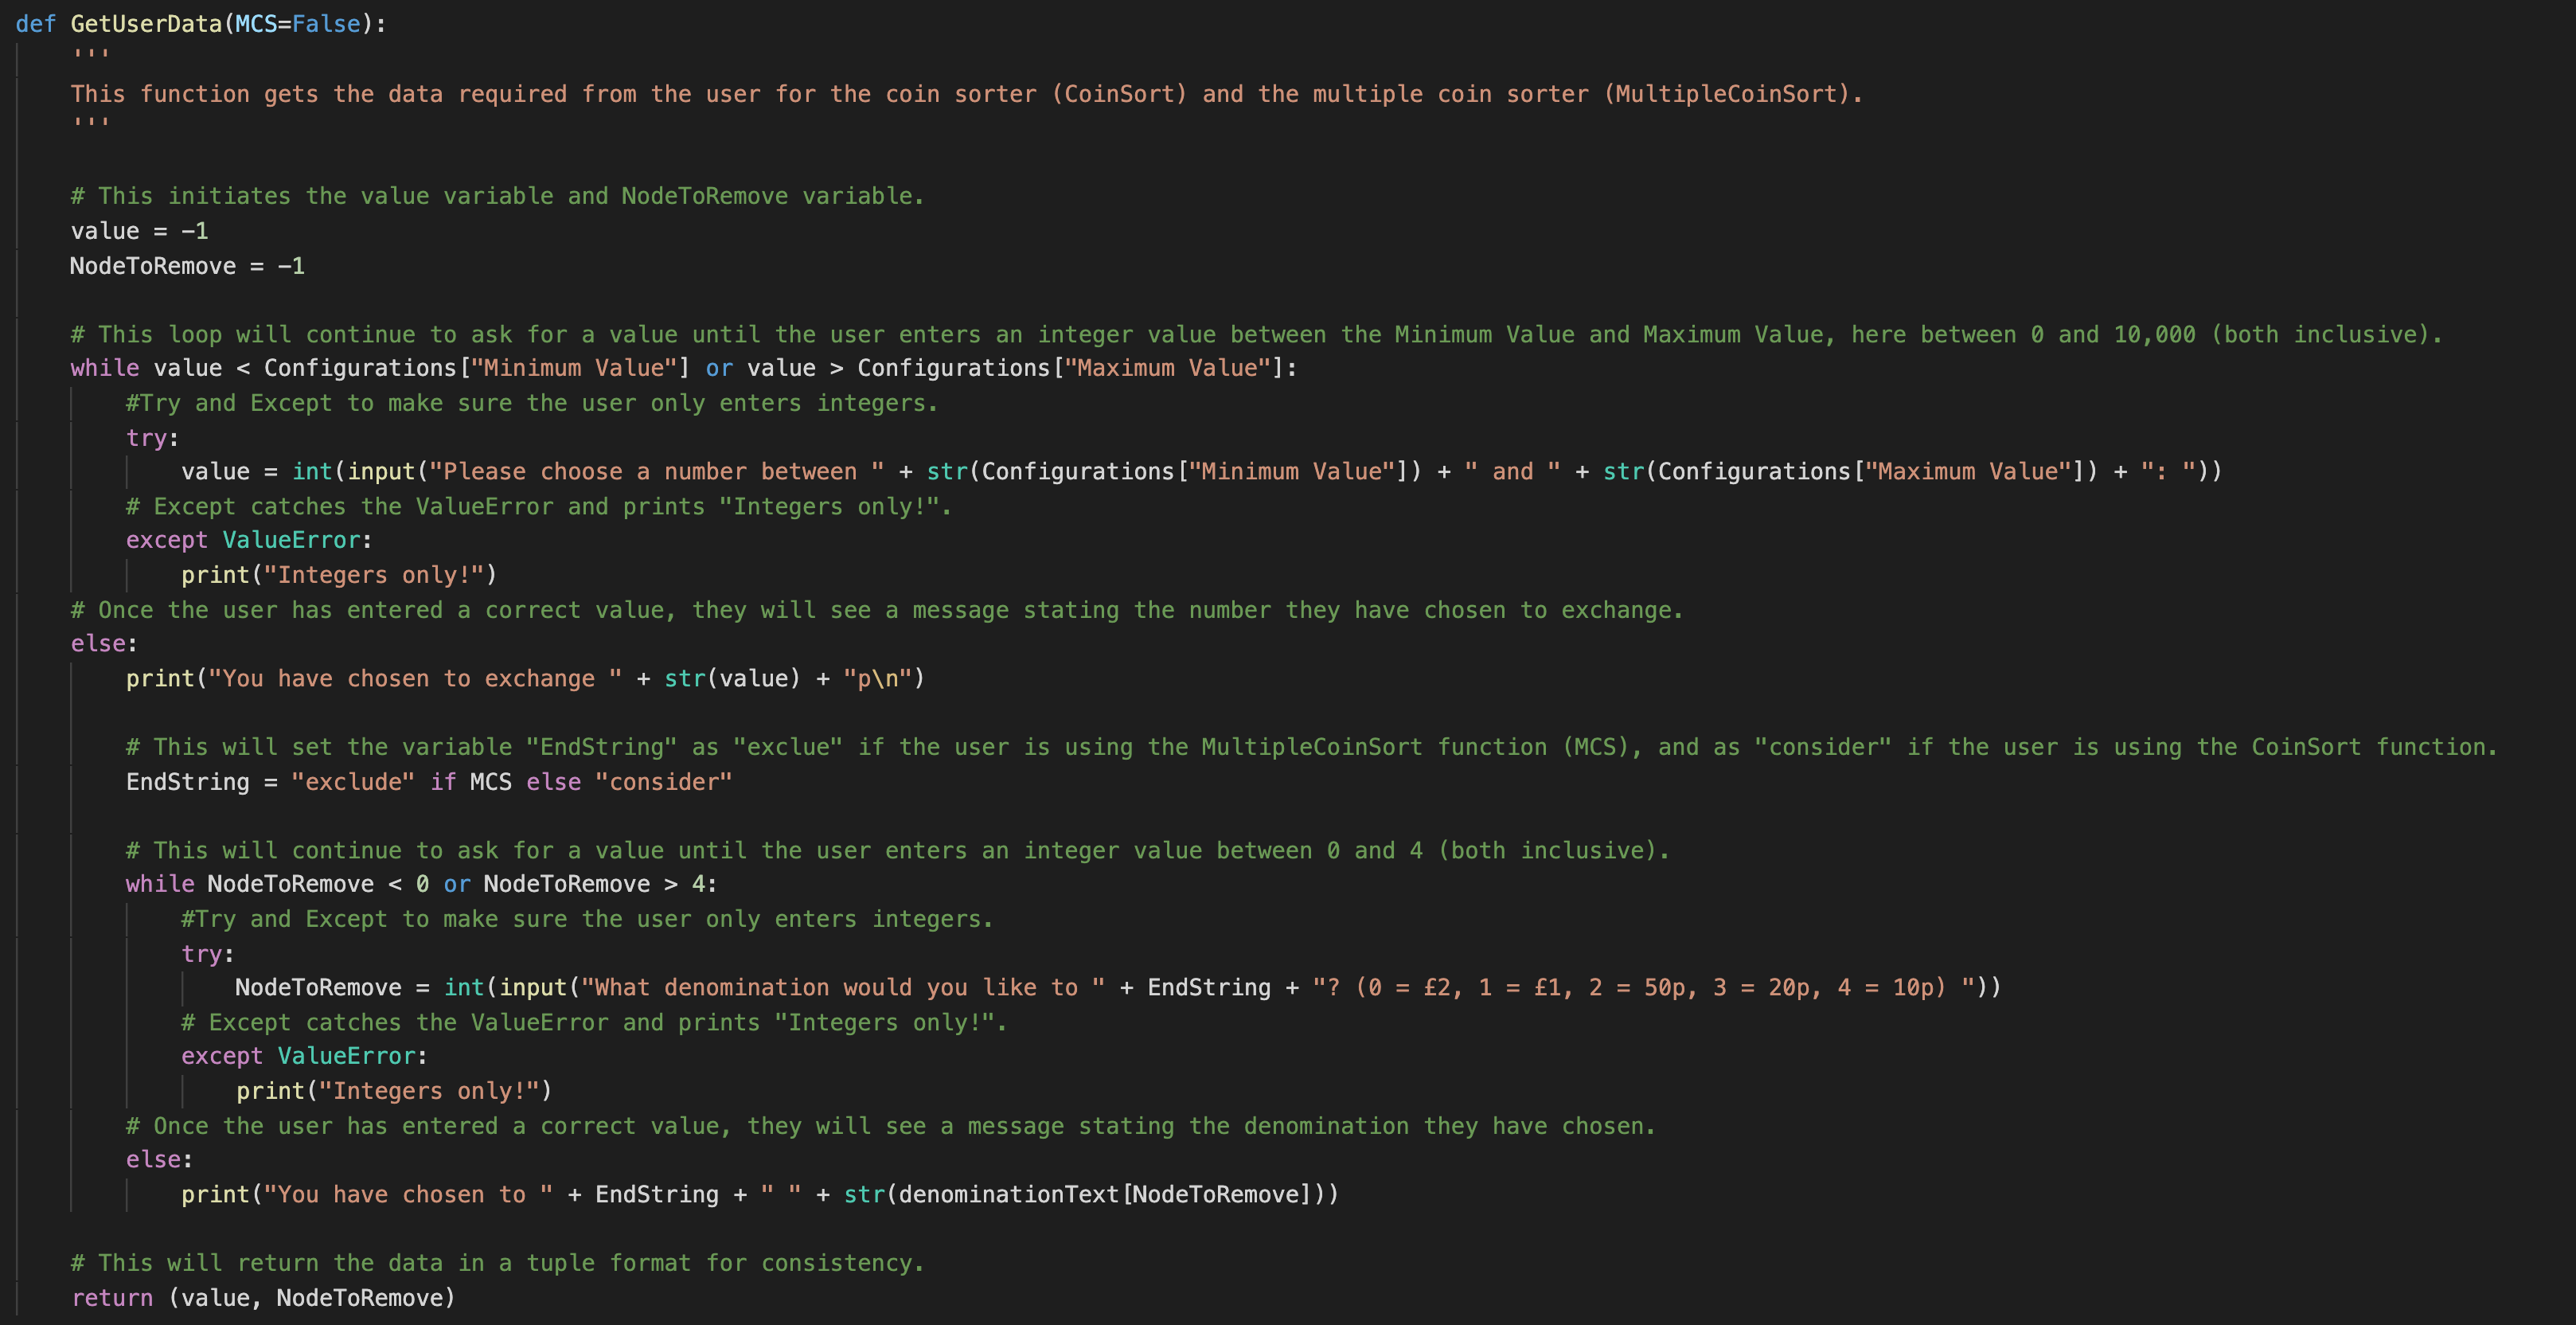 def GetUserData(MCS=False):
    '''
    This function gets the data required from the user for the coin sorter (CoinSort) and the multiple coin sorter (MultipleCoinSort).
    '''
    # This initiates the value variable and NodeToRemove variable.
    value = -1
    NodeToRemove = -1
    # This loop will continue to ask for a value until the user enters an integer value between the Minimum Value and Maximum Value, here between 0 and 10,000 (both inclusive).
    while value < Configurations["Minimum Value"] or value > Configurations["Maximum Value"]:
        #Try and Except to make sure the user only enters integers.
        try:
            value = int(input("Please choose a number between " + str(Configurations["Minimum Value"]) + " and " + str(Configurations["Maximum Value"]) + ": "))
        # Except catches the ValueError and prints "Integers only!".
        except ValueError:
            print("Integers only!")
    # Once the user has entered a correct value, they will see a message stating the number they have chosen to exchange.
    else:
        print("You have chosen to exchange " + str(value) + "p\n")
        # This will set the variable "EndString" as "exclue" if the user is using the MultipleCoinSort function (MCS), and as "consider" if the user is using the CoinSort function.
        EndString = "exclude" if MCS else "consider"
        # This will continue to ask for a value until the user enters an integer value between 0 and 4 (both inclusive).
        while NodeToRemove < 0 or NodeToRemove > 4:
            #Try and Except to make sure the user only enters integers.
            try:
                NodeToRemove = int(input("What denomination would you like to " + EndString + "? (0 = £2, 1 = £1, 2 = 50p, 3 = 20p, 4 = 10p) "))
            # Except catches the ValueError and prints "Integers only!".
            except ValueError:
                print("Integers only!")
        # Once the user has entered a correct value, they will see a message stating the denomination they have chosen.
        else:
            print("You have chosen to " + EndString + " " + str(denominationText[NodeToRemove]))
    # This will return the data in a tuple format for consistency.
    return (value, NodeToRemove)